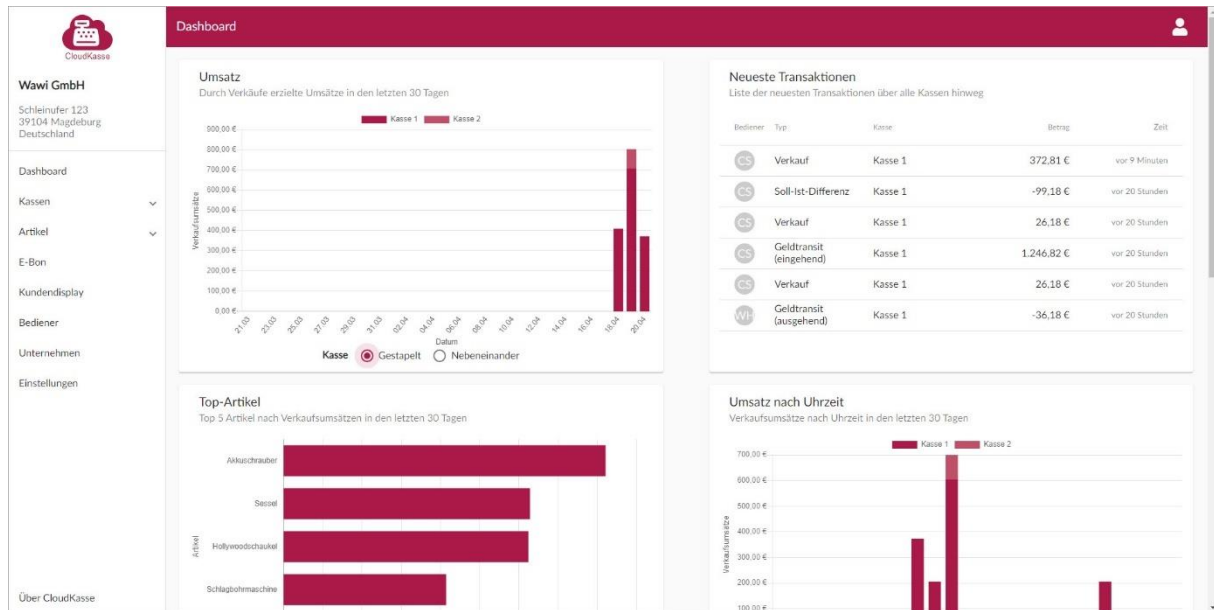 CloudKasse
Wawi GmbH
Schleinufer 123
39104 Magdeburg
Deutschland
Dashboard
Kassen
Artikel
E-Bon
Kundendisplay
Bediener
Unternehmen
Einstellungen
Über CloudKasse
Dashboard
Umsatz
Durch Verkäufe erzielte Umsätze in den letzten 30 Tagen
Kasse 1 Kasse 2
Verkaufsumsätze
900,00 €
800,00 €
700,00 €
600,00 €
500,00 €
400,00 €
300,00 €
200,00 €
100,00 €
0,00 €
21.03 23.03 25.03 27.03 29.03 31.03 02.04 04.04 06.04 08.04 10.04 12.04 14.04 16.04 18.04 20.04
Datum
Kasse Gestapelt Nebeneinander
Neueste Transaktionen
Liste der neuesten Transaktionen über alle Kassen hinweg
Bediener Typ Kasse Betrag Zeit
CS Verkauf Kasse 1 372,81 € vor 9 Minuten
CS Soll-Ist-Differenz Kasse 1 -99,18 € vor 20 Stunden
CS Verkauf Kasse 1 26,18 € vor 20 Stunden
CS Geldtransit (eingehend) Kasse 1 1.246,82 € vor 20 Stunden
CS Verkauf Kasse 1 26,18 € vor 20 Stunden
WH Geldtransit (ausgehend) Kasse 1 -36,18 € vor 20 Stunden
Top-Artikel
Top 5 Artikel nach Verkaufsumsätzen in den letzten 30 Tagen
Artikel
Akkuschrauber
Sessel
Hollywoodschaukel
Schlagbohrmaschine
Umsatz nach Uhrzeit
Verkaufsumsätze nach Uhrzeit in den letzten 30 Tagen
Kasse 1 Kasse 2
Verkaufsumsätze
700,00 €
600,00 €
500,00 €
400,00 €
300,00 €
200,00 €
100,00 €